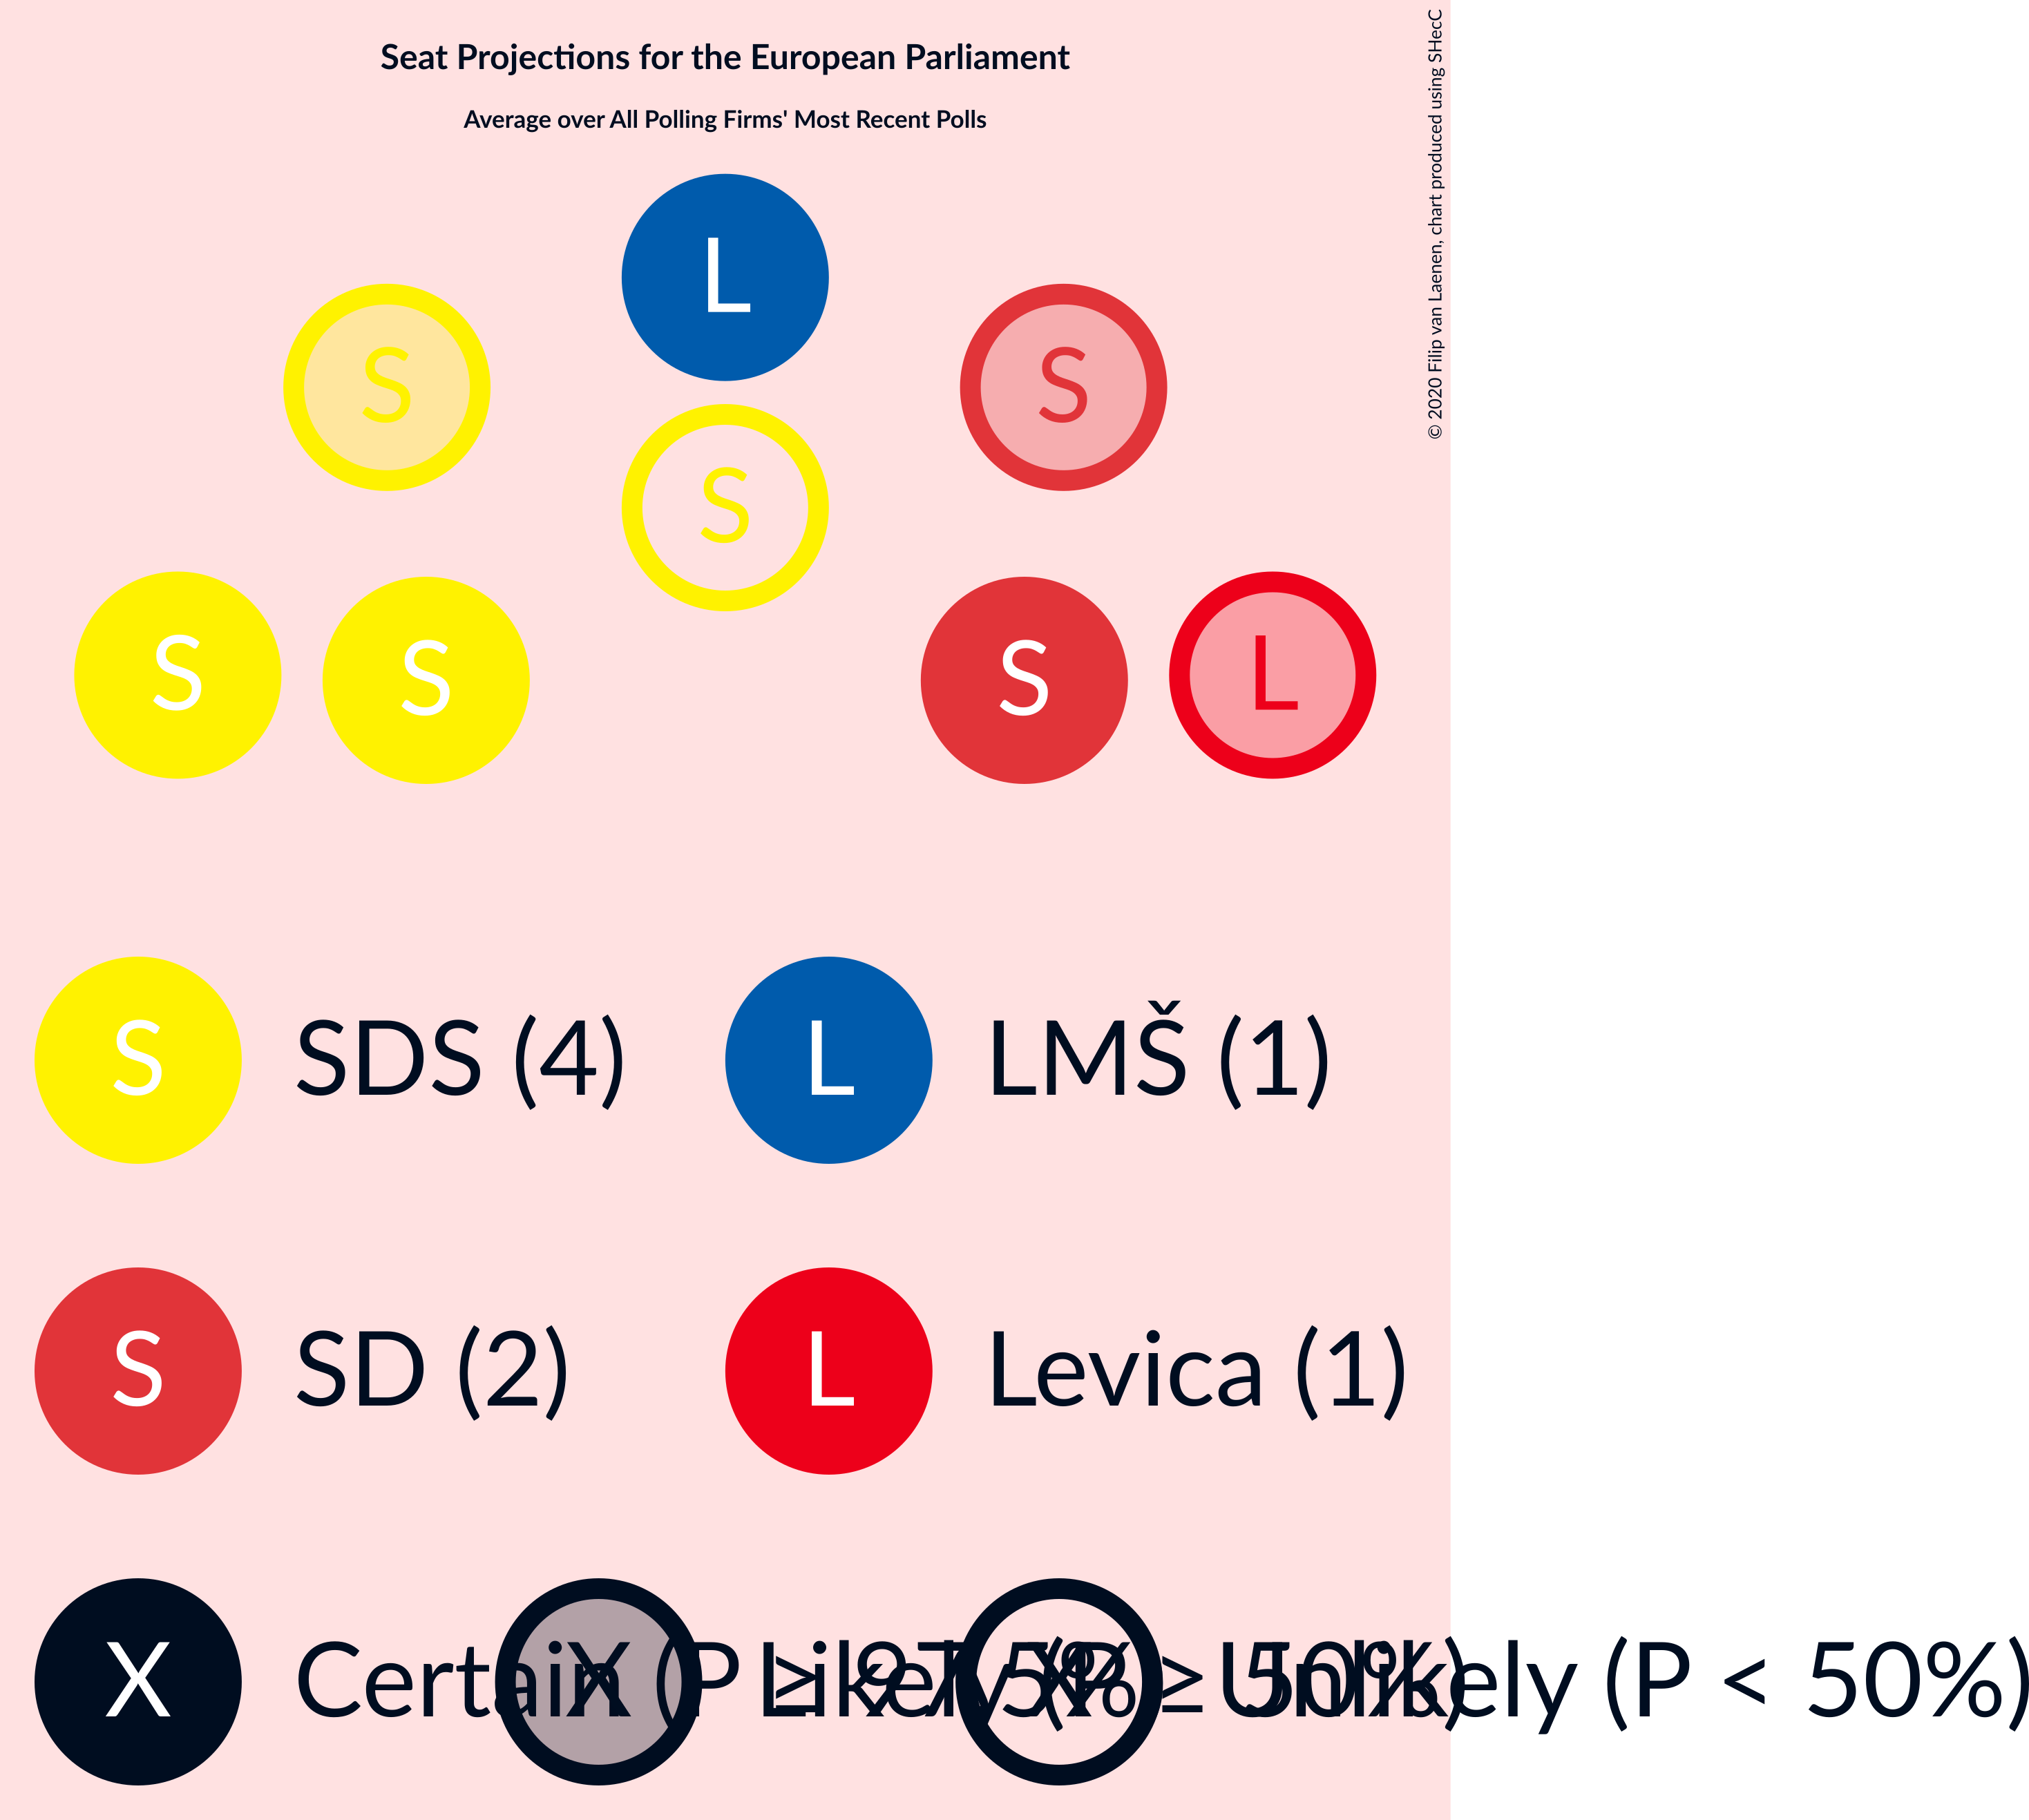 Seat Projections for the European Parliament
Average over All Polling Firms' Most Recent Polls
© 2020 Filip van Laenen, chart produced using SHecC
L
S
S
S
S
S
S
L
S SDS (4) L LMŠ (1)
S SD (2) L Levica (1)
X Certain (P ≥ 97.5%) X Likely (P ≥ 50%) X Unlikely (P < 50%)